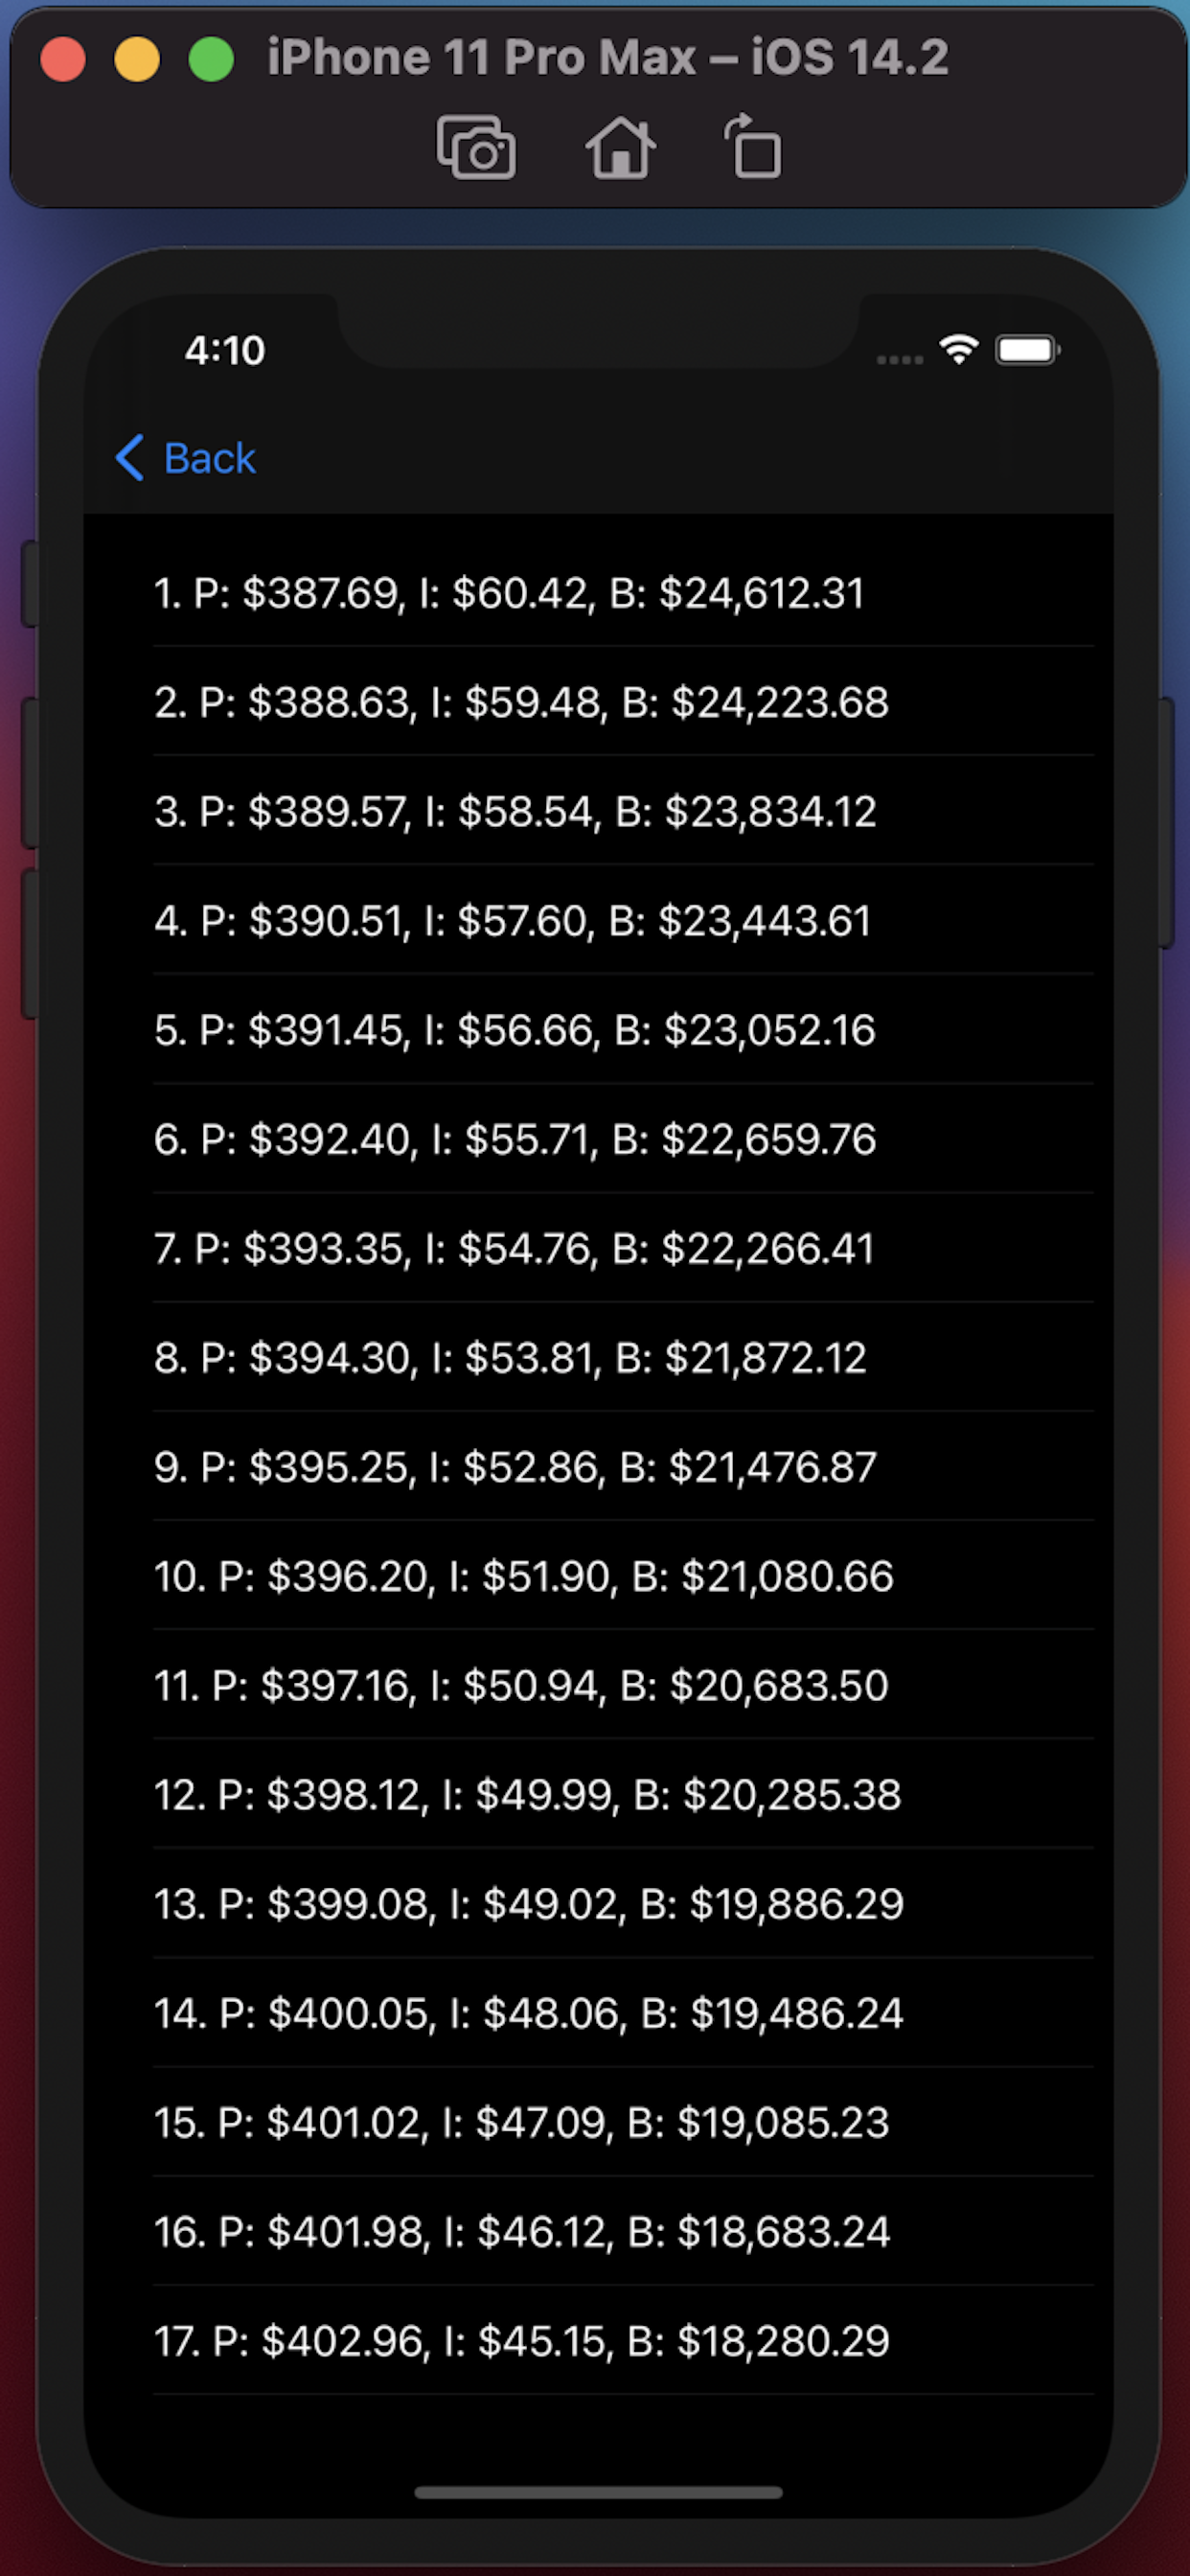 iPhone 11 Pro Max – iOS 14.2
4:10
Back
1. P: $387.69, I: $60.42, B: $24,612.31
2. P: $388.63, I: $59.48, B: $24,223.68
3. P: $389.57, I: $58.54, B: $23,834.12
4. P: $390.51, I: $57.60, B: $23,443.61
5. P: $391.45, I: $56.66, B: $23,052.16
6. P: $392.40, I: $55.71, B: $22,659.76
7. P: $393.35, I: $54.76, B: $22,266.41
8. P: $394.30, I: $53.81, B: $21,872.12
9. P: $395.25, I: $52.86, B: $21,476.87
10. P: $396.20, I: $51.90, B: $21,080.66
11. P: $397.16, I: $50.94, B: $20,683.50
12. P: $398.12, I: $49.99, B: $20,285.38
13. P: $399.08, I: $49.02, B: $19,886.29
14. P: $400.05, I: $48.06, B: $19,486.24
15. P: $401.02, I: $47.09, B: $19,085.23
16. P: $401.98, I: $46.12, B: $18,683.24
17. P: $402.96, I: $45.15, B: $18,280.29